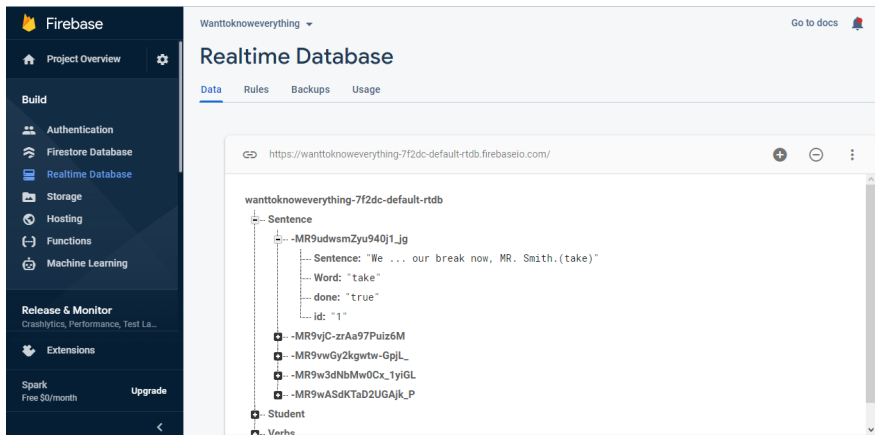 Firebase
Wanttoknoweverything
Go to docs
Project Overview
Realtime Database
Data Rules Backups Usage
Build
Authentication
Firestore Database
Realtime Database
Storage
Hosting
Functions
Machine Learning
Release & Monitor
Crashlytics, Performance, Test La...
Extensions
Spark
Free $0/month
Upgrade
https://wanttoknoweverything-7f2dc-default-rtdb.firebaseio.com/
wanttoknoweverything-7f2dc-default-rtdb
Sentence
-MR9udwsmZyu940j1_jg
Sentence: "We ... our break now, MR. Smith.(take)"
Word: "take"
done: "true"
id: "1"
-MR9vjC-zrAa97Puiz6M
-MR9vwGy2kgwtw-GpjL_
-MR9w3dNbMw0Cx_1yiGL
-MR9wASdKTaD2UGAjk_P
Student
Verbs